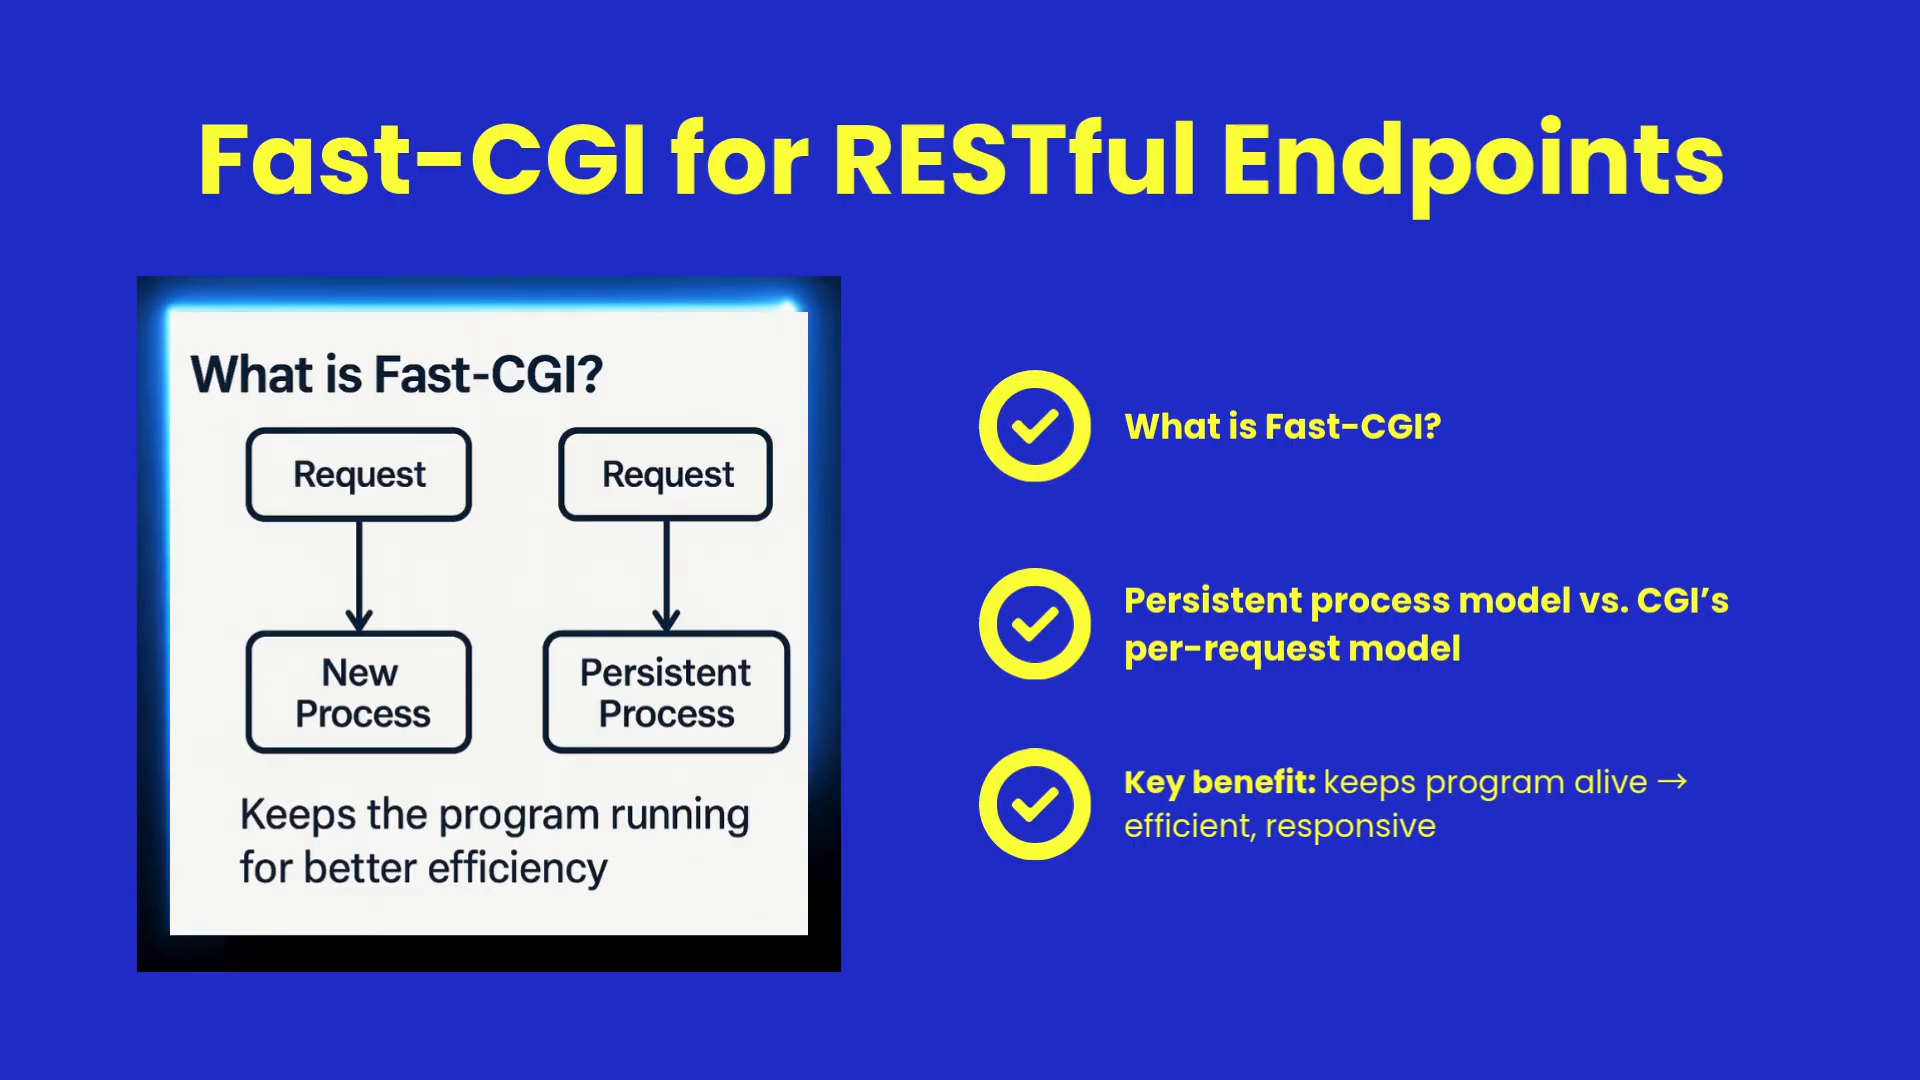 Fast-CGI for RESTful Endpoints
What is Fast-CGI?
Request
Request
New
Process
Persistent
Process
Keeps the program running
for better efficiency
What is Fast-CGI?
Persistent process model vs. CGI’s
per-request model
Key benefit: keeps program alive →
efficient, responsive